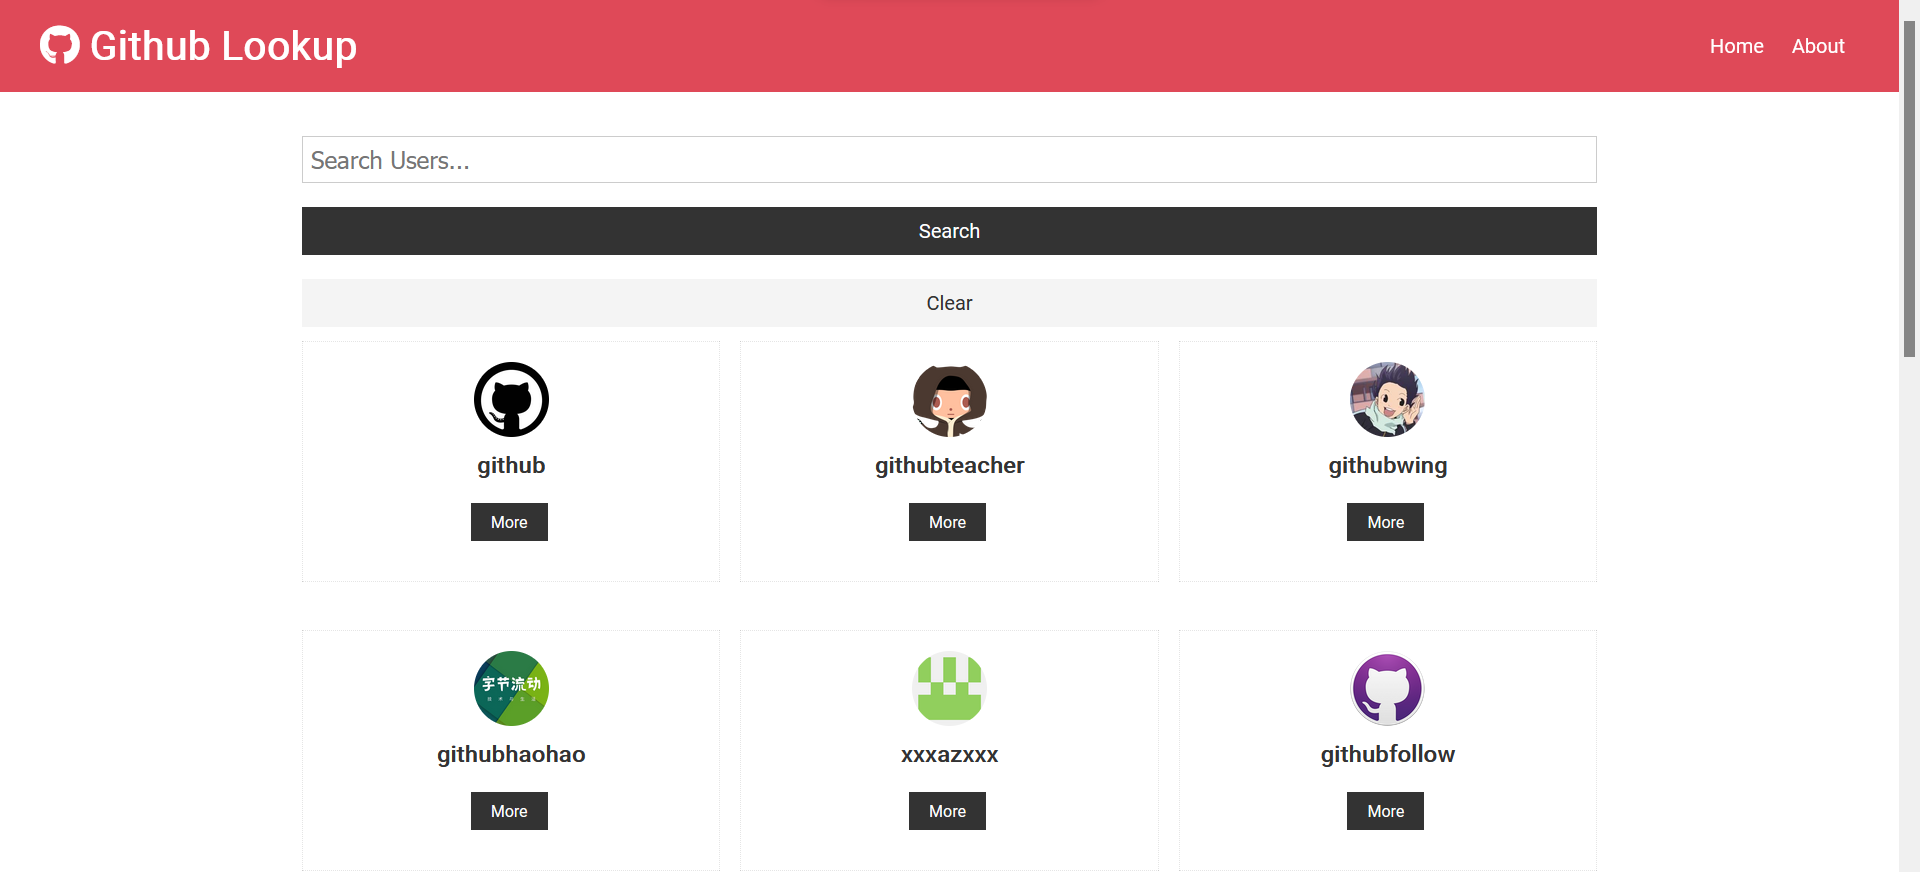 Github Lookup
Home
About
Search Users...
Search
Clear
github
githubteacher
githubwing
More
More
More
字节流动
githubhaohao
xxxazxxx
githubfollow
More
More
More